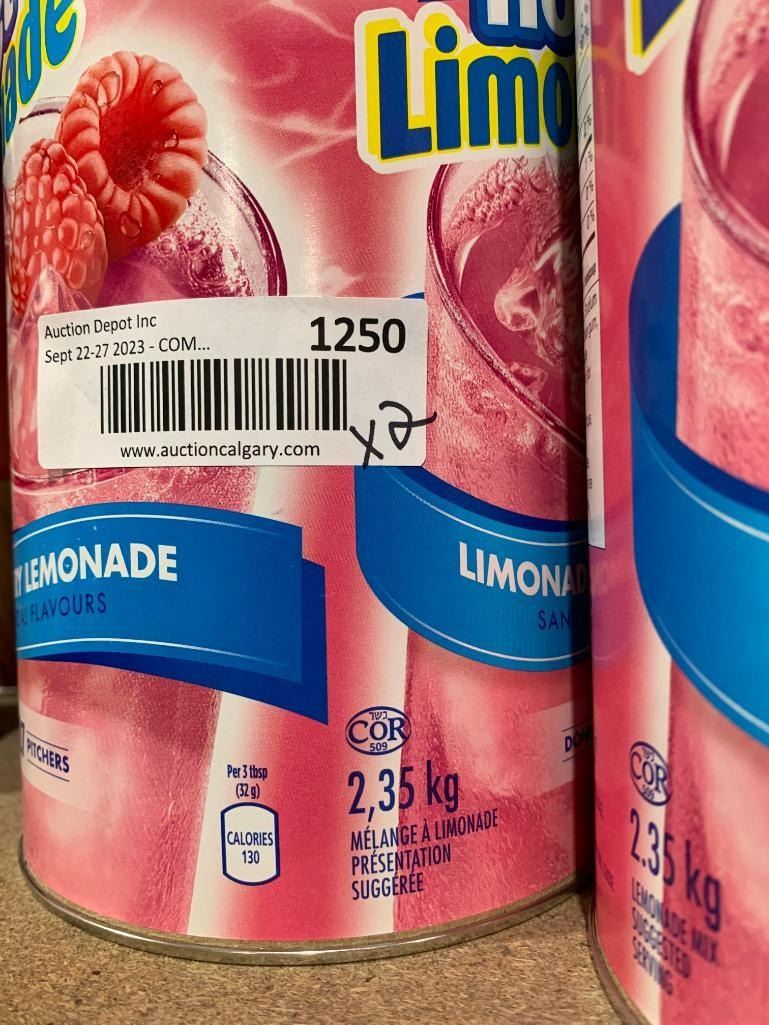 Limo
Auction Depot Inc
Sept 22-27 2023 - COM...
1250
www.auctioncalgary.com
x2
LEMONADE
FLAVOURS
PITCHERS
Per 3 tbsp
(32 g)
CALORIES
130
כשר
COR
509
2,35 kg
MÉLANGE À LIMONADE
PRÉSENTATION
SUGGÉRÉE
LIMONAD
SAN
COR
509
2.35 kg
LEMONADE MIX
SUGGESTED
SERVING